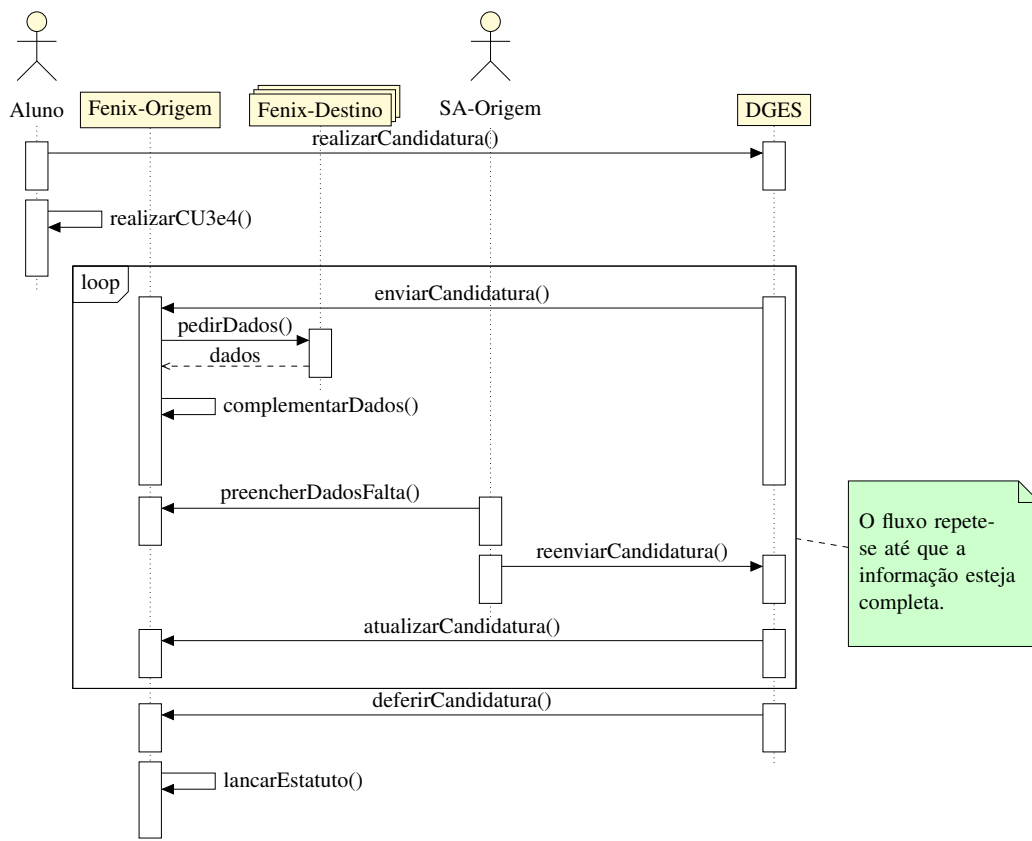 Aluno
Fenix-Origem
Fenix-Destino
SA-Origem
DGES
realizarCandidatura()
realizarCU3e4()
loop
enviarCandidatura()
pedirDados()
dados
complementarDados()
preencherDadosFalta()
O fluxo repete-
se até que a
informação esteja
completa.
reenviarCandidatura()
atualizarCandidatura()
deferirCandidatura()
lancarEstatuto()